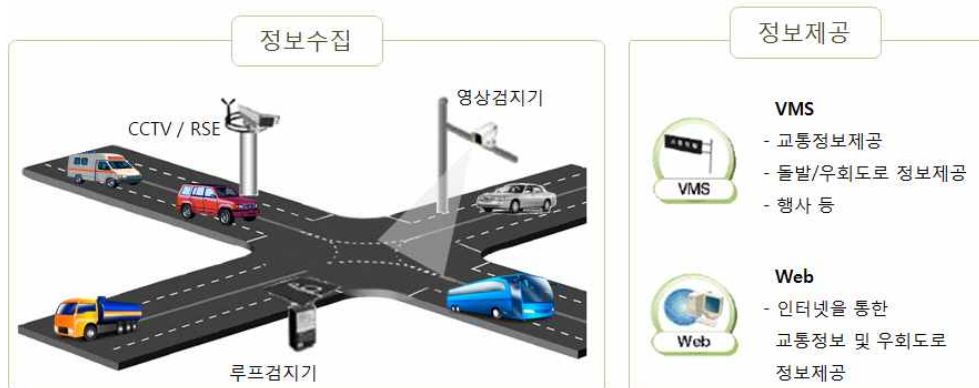 정보수집
CCTV / RSE
영상검지기
루프검지기
정보제공
VMS
VMS
- 교통정보제공
- 돌발/우회도로 정보제공
- 행사 등
Web
Web
- 인터넷을 통한
교통정보 및 우회도로
정보제공